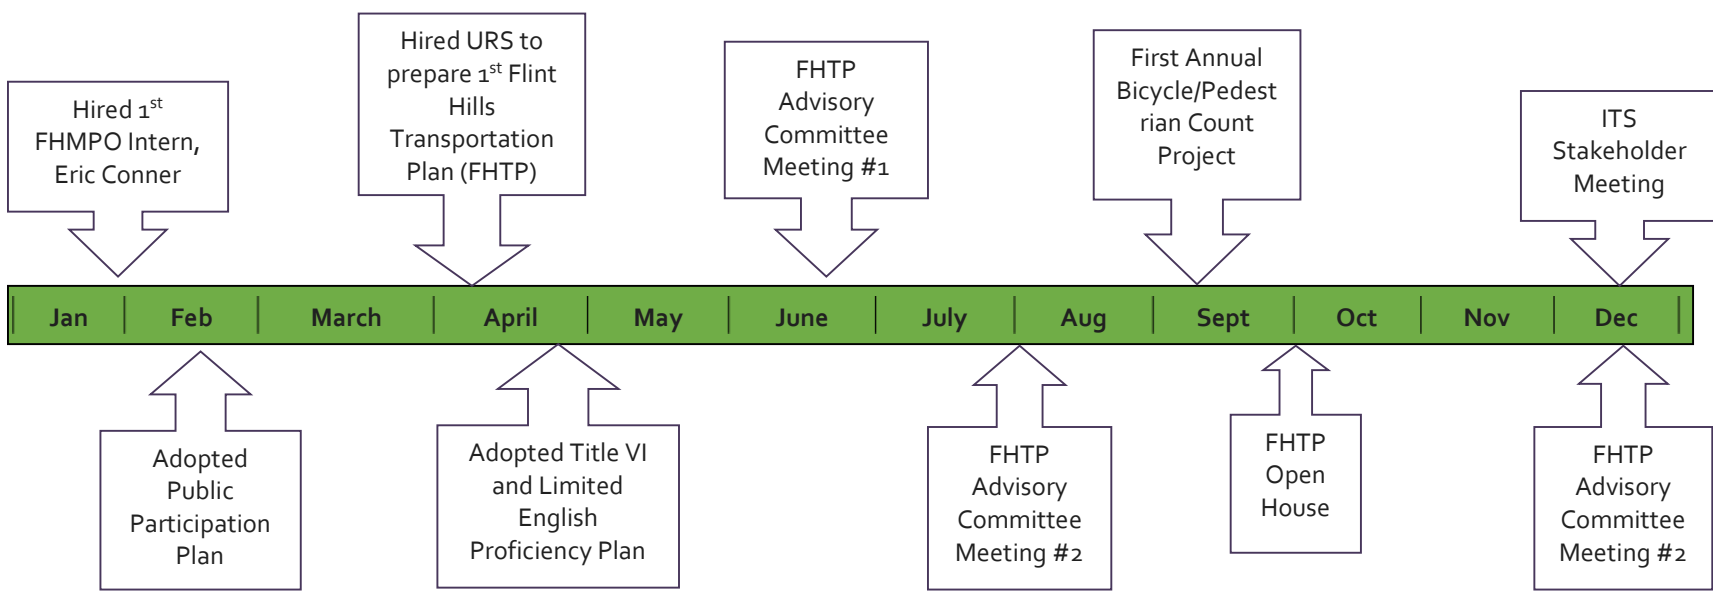 Hired 1st
FHMPO Intern,
Eric Conner
Hired URS to
prepare 1st Flint
Hills
Transportation
Plan (FHTP)
FHTP
Advisory
Committee
Meeting #1
First Annual
Bicycle/Pedest
rian Count
Project
ITS
Stakeholder
Meeting
Jan Feb March April May June July Aug Sept Oct Nov Dec
Adopted
Public
Participation
Plan
Adopted Title VI
and Limited
English
Proficiency Plan
FHTP
Advisory
Committee
Meeting #2
FHTP
Open
House
FHTP
Advisory
Committee
Meeting #2